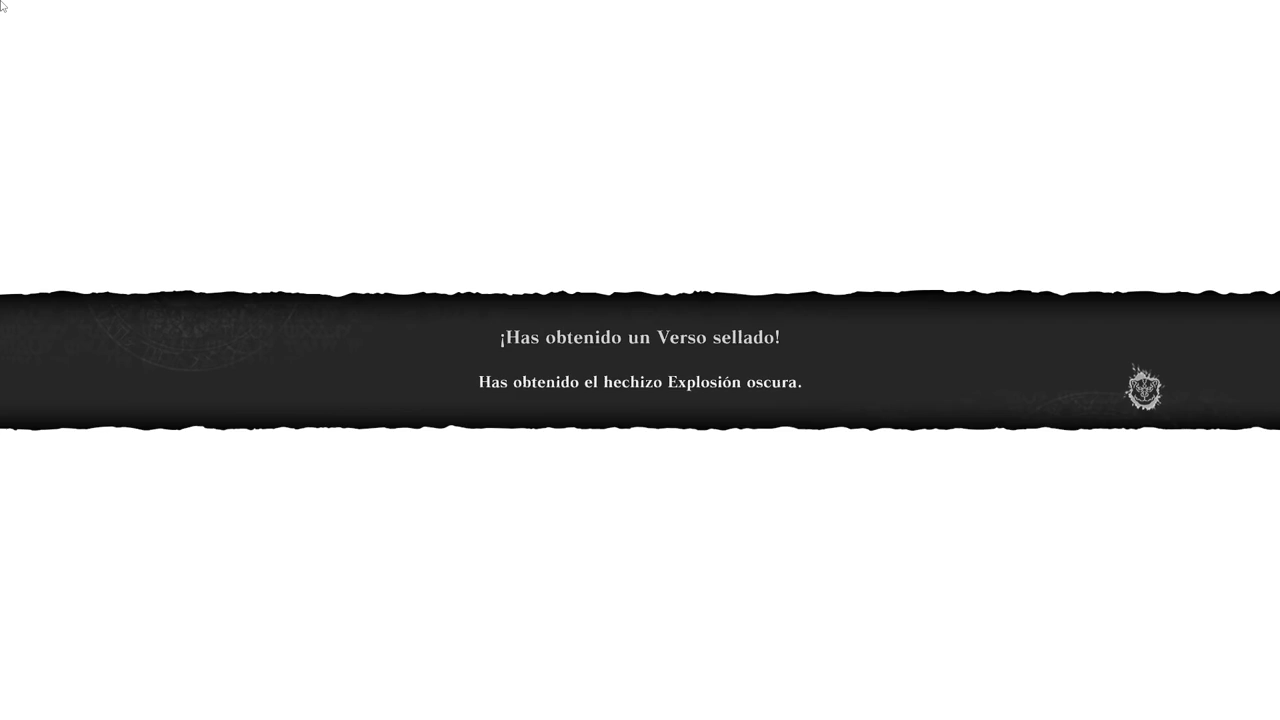 ¡Has obtenido un Verso sellado!
Has obtenido el hechizo Explosión oscura.